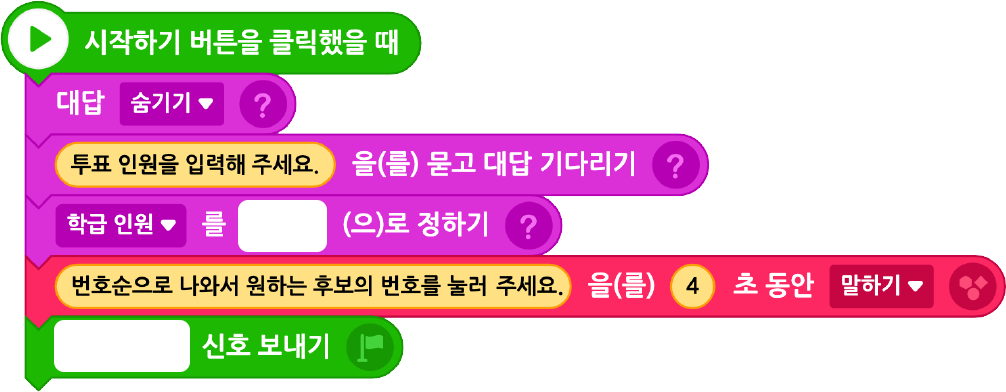 시작하기 버튼을 클릭했을 때
대답 숨기기 ?
투표 인원을 입력해 주세요. 을(를) 묻고 대답 기다리기 ?
학급 인원 를 (으)로 정하기 ?
번호순으로 나와서 원하는 후보의 번호를 눌러 주세요. 을(를) 4 초 동안 말하기
신호 보내기